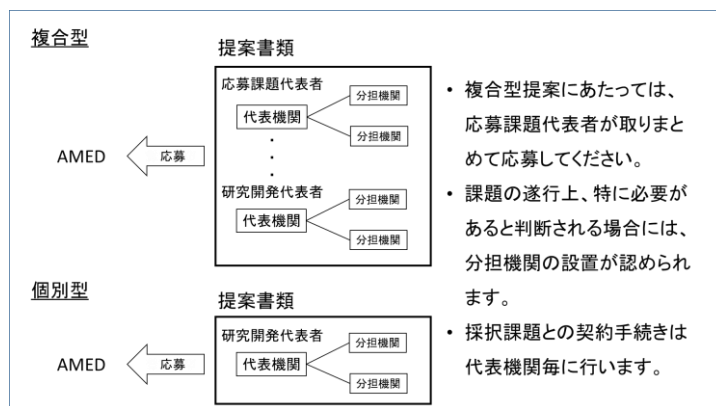 複合型
提案書類
応募課題代表者
代表機関
分担機関
分担機関
AMED
応募
・
・
・
研究開発代表者
代表機関
分担機関
分担機関
個別型
提案書類
研究開発代表者
代表機関
分担機関
分担機関
AMED
応募
• 複合型提案にあたっては、
応募課題代表者が取りまと
めて応募してください。
• 課題の遂行上、特に必要が
あると判断される場合には、
分担機関の設置が認められ
ます。
• 採択課題との契約手続きは
代表機関毎に行います。